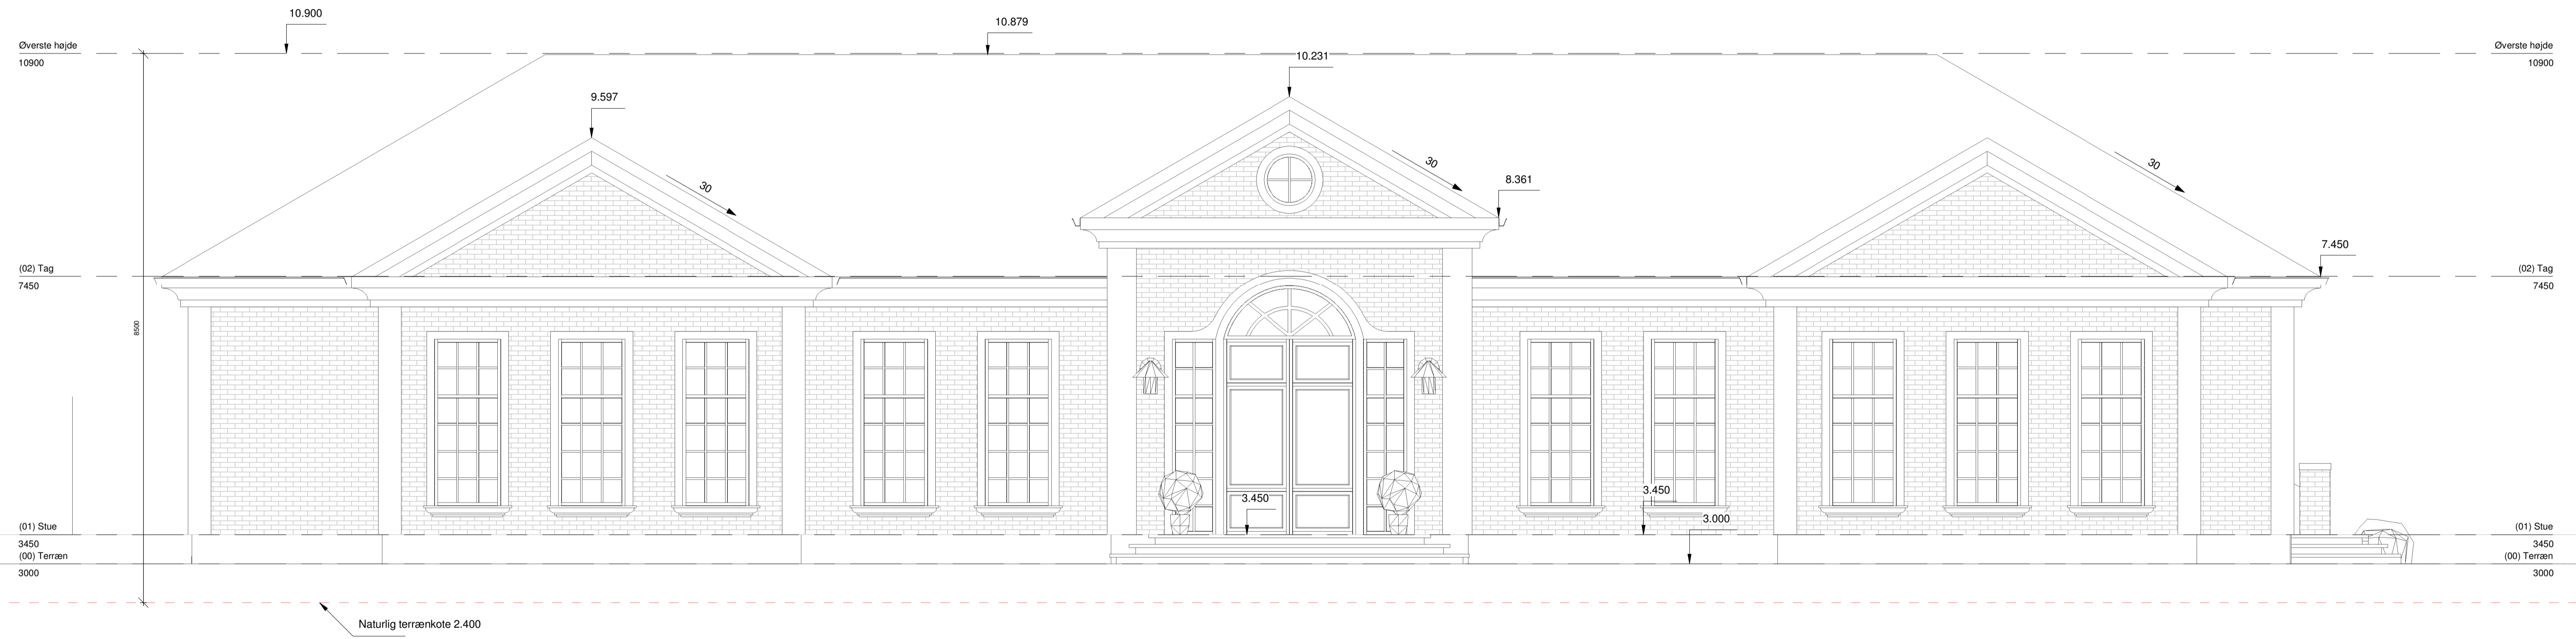 10.900
10.879
Øverste højde
10900
Øverste højde
10900
10.231
9.597
30
30
30
8.361
7.450
(02) Tag
7450
(02) Tag
7450
8500
3.450
3.450
3.000
(01) Stue
3450
(00) Terræn
3000
(01) Stue
3450
(00) Terræn
3000
Naturlig terrænkote 2.400